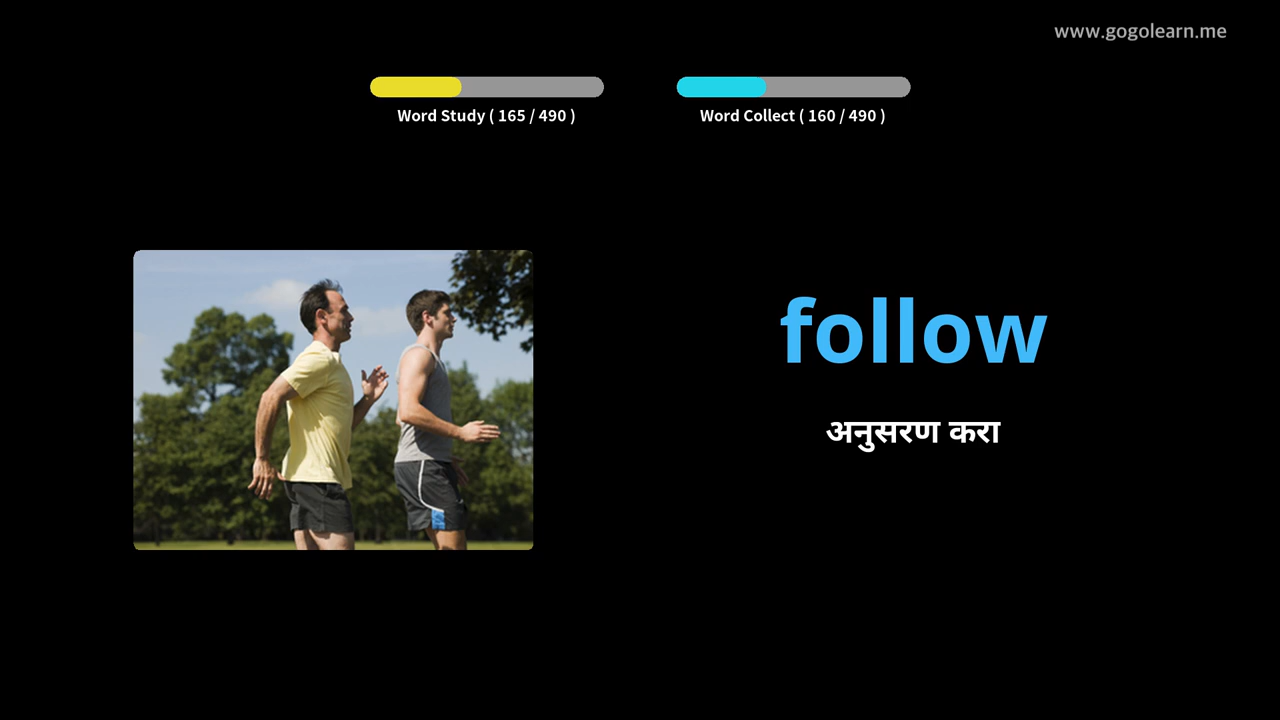 www.gogolearn.me
Word Study ( 165 / 490 )
Word Collect ( 160 / 490 )
follow
अनुसरण करा